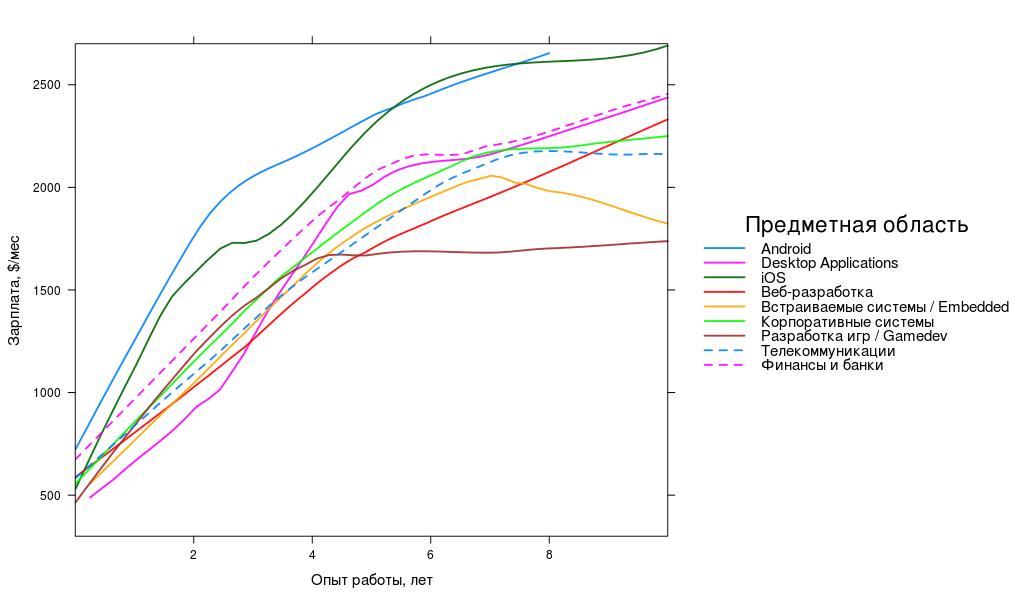 2500
2000
1500
1000
500
Зарплата, $/мес
2
4
6
8
Опыт работы, лет
Предметная область
Android
Desktop Applications
iOS
Веб-разработка
Встраиваемые системы / Embedded
Корпоративные системы
Разработка игр / Gamedev
Телекоммуникации
Финансы и банки